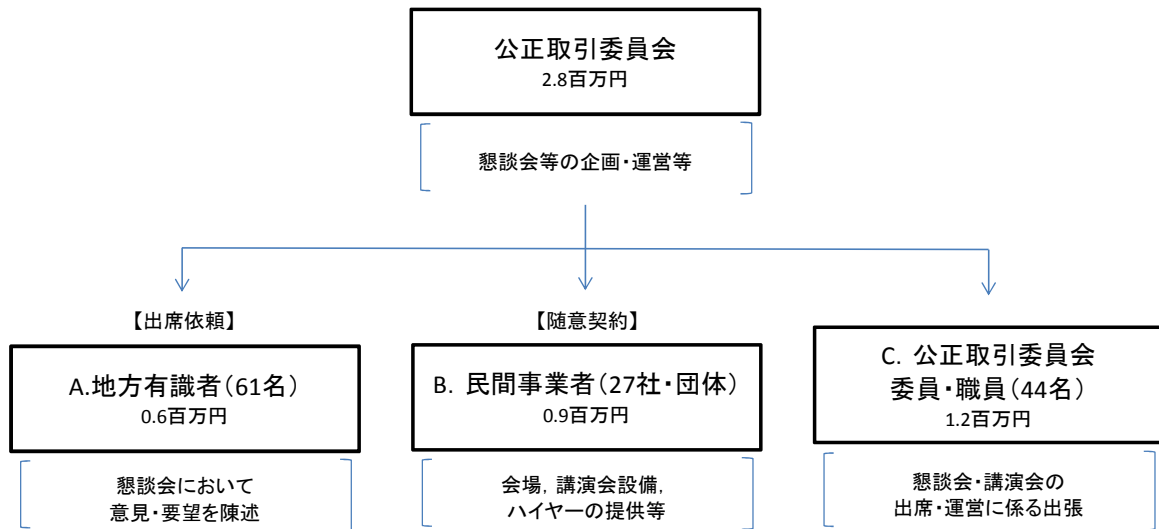 公正取引委員会
2.8百万円
懇談会等の企画・運営等
【出席依頼】
A.地方有識者(61名)
0.6百万円
懇談会において
意見・要望を陳述
【随意契約】
B. 民間事業者(27社・団体)
0.9百万円
会場，講演会設備，
ハイヤーの提供等
C. 公正取引委員会
委員・職員(44名)
1.2百万円
懇談会・講演会の
出席・運営に係る出張